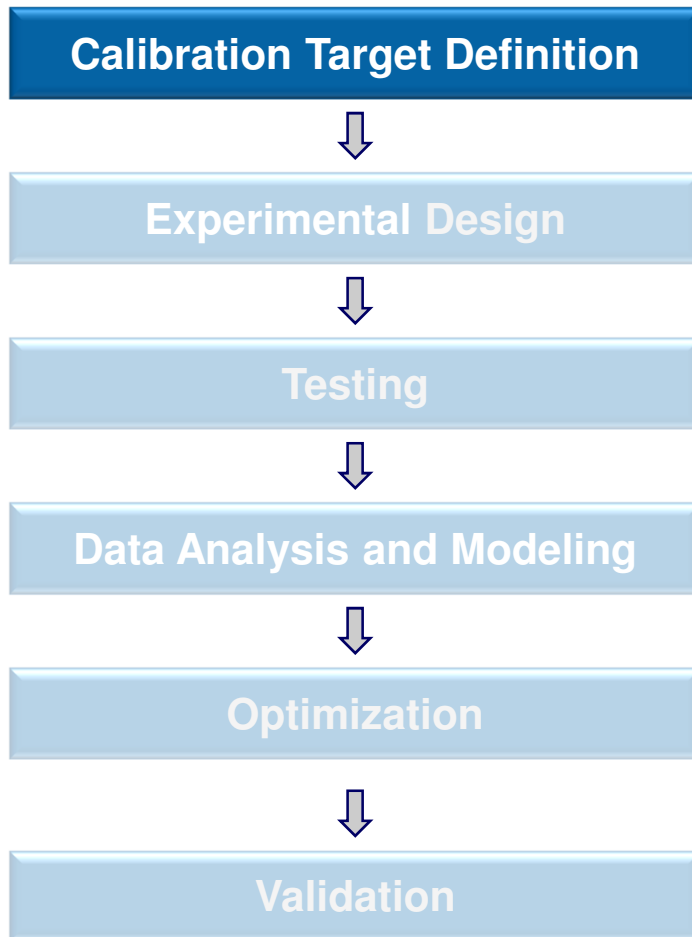 Calibration Target Definition
Experimental Design
Testing
Data Analysis and Modeling
Optimization
Validation